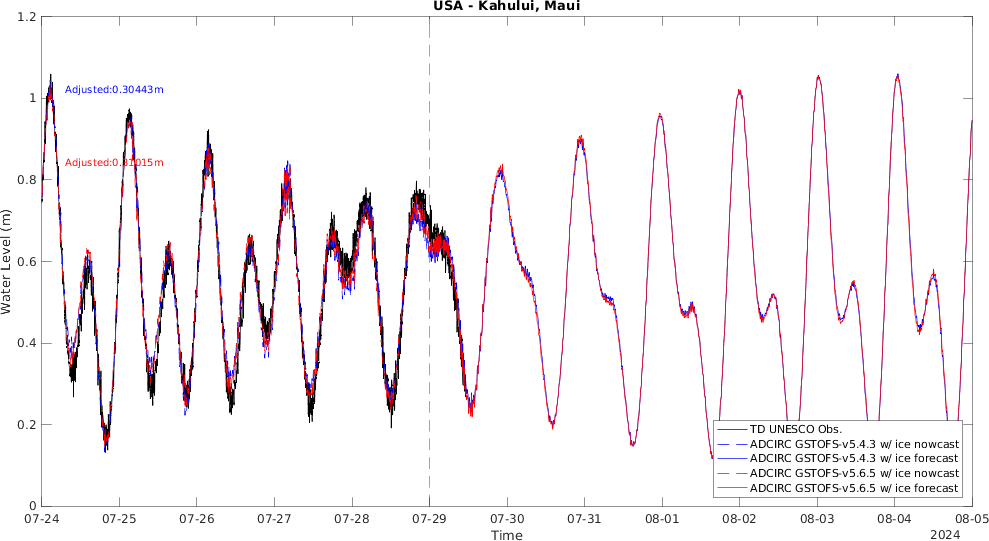 USA - Kahului, Maui
1.2
1
0.8
0.6
0.4
0.2
0
Water Level (m)
Adjusted:0.30443m
Adjusted:0.31015m
TD UNESCO Obs.
ADCIRC GSTOFS-v5.4.3 w/ ice nowcast
ADCIRC GSTOFS-v5.4.3 w/ ice forecast
ADCIRC GSTOFS-v5.6.5 w/ ice nowcast
ADCIRC GSTOFS-v5.6.5 w/ ice forecast
07-24 07-25 07-26 07-27 07-28 07-29 07-30 07-31 08-01 08-02 08-03 08-04 08-05
Time
2024